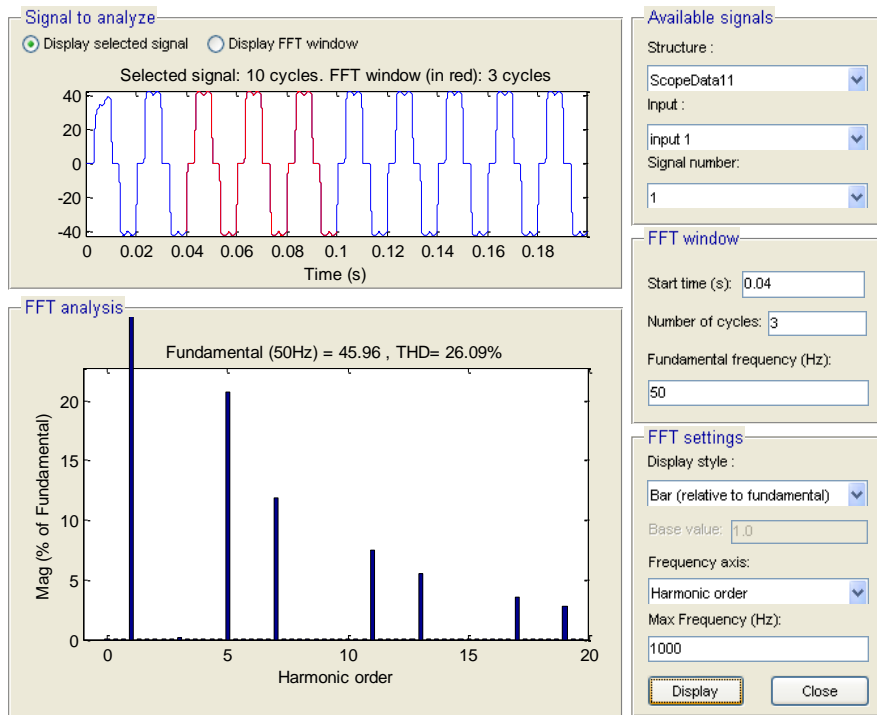 Signal to analyze
Display selected signal
Display FFT window
Selected signal: 10 cycles. FFT window (in red): 3 cycles
40
20
0
-20
-40
0 0.02 0.04 0.06 0.08 0.1 0.12 0.14 0.16 0.18
Time (s)
FFT analysis
Fundamental (50Hz) = 45.96 , THD= 26.09%
Mag (% of Fundamental)
20
15
10
5
0
0 5 10 15 20
Harmonic order
Available signals
Structure :
ScopeData11
Input :
input 1
Signal number:
1
FFT window
Start time (s): 0.04
Number of cycles: 3
Fundamental frequency (Hz):
50
FFT settings
Display style :
Bar (relative to fundamental)
Base value: 1.0
Frequency axis:
Harmonic order
Max Frequency (Hz):
1000
Display Close